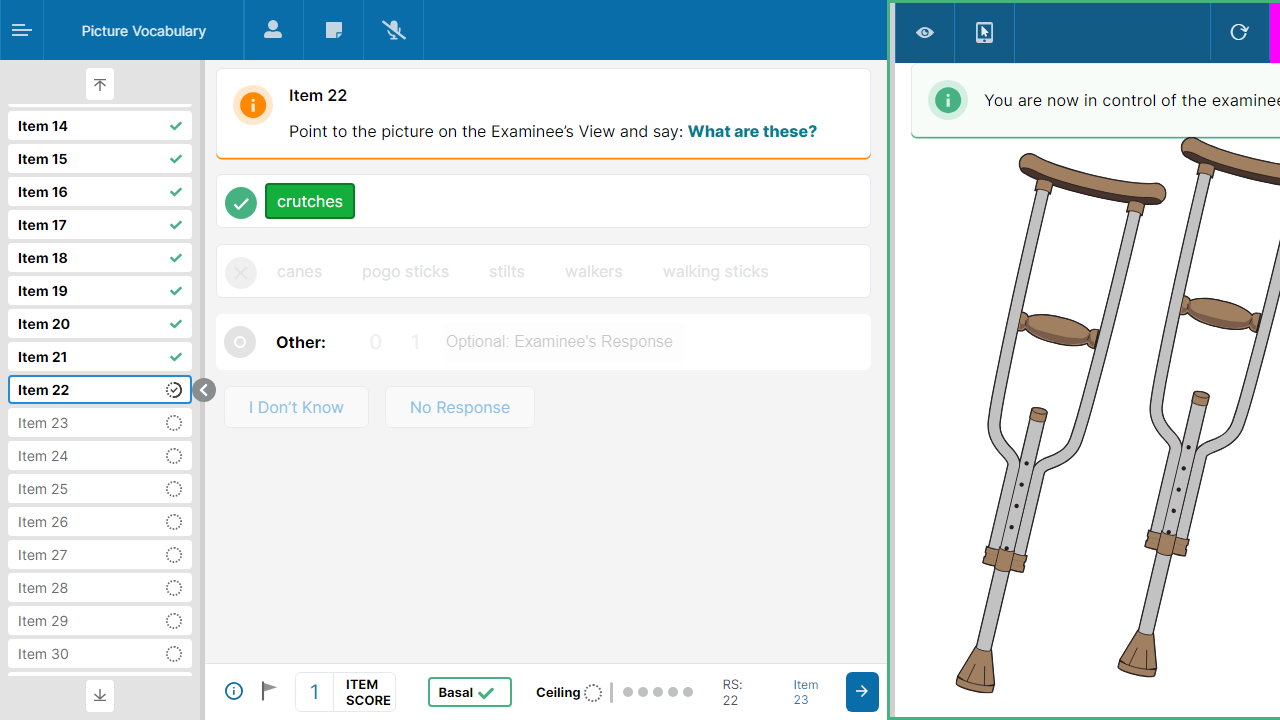 Picture Vocabulary
Item 14
Item 15
Item 16
Item 17
Item 18
Item 19
Item 20
Item 21
Item 22
Item 23
Item 24
Item 25
Item 26
Item 27
Item 28
Item 29
Item 30
Item 22
Point to the picture on the Examinee’s View and say: What are these?
crutches
canes pogo sticks stilts walkers walking sticks
Other: 0 1 Optional: Examinee's Response
I Don’t Know No Response
1 ITEM SCORE
Basal
Ceiling
RS: 22
Item 23
You are now in control of the examinee